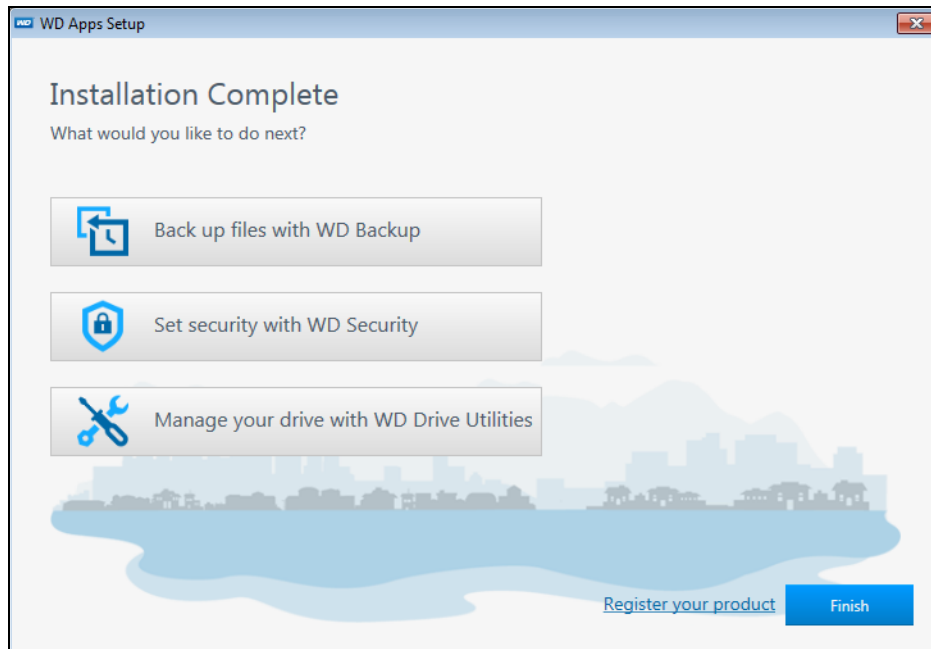 WD WD Apps Setup
Installation Complete
What would you like to do next?
Back up files with WD Backup
Set security with WD Security
Manage your drive with WD Drive Utilities
Register your product
Finish